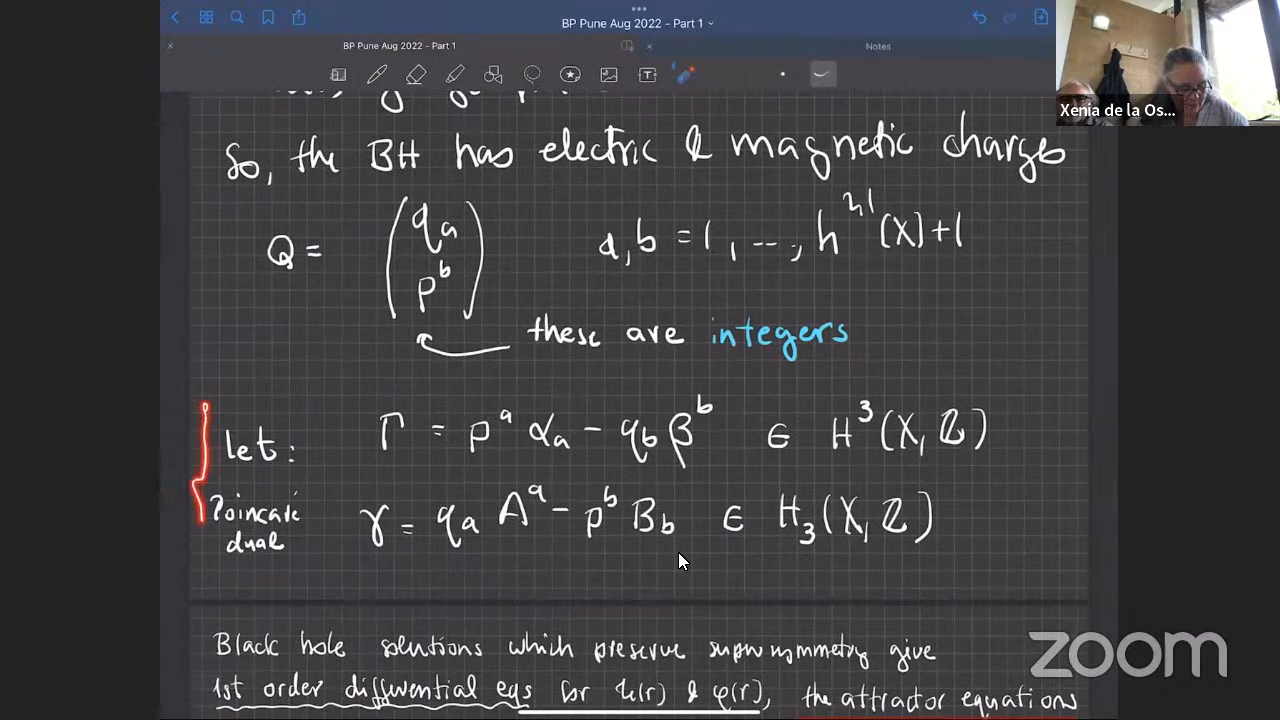 BP Pune Aug 2022 - Part 1
BP Pune Aug 2022 - Part 1
Notes
Xenia de la Os...
So, the BH has electric & magnetic charges
Q = (q_a p^b) a,b = 1, ..., h^{21}(X)+1
these are integers
let: Γ = p^a α_a - q_b β^b ∈ H^3(X, ℤ)
Poincaré dual γ = q_a A^a - p^b B_b ∈ H_3(X, ℤ)
Black hole solutions which preserve supersymmetry give
1st order differential eqs for U(r) & φ(r), the attractor equations
zoom